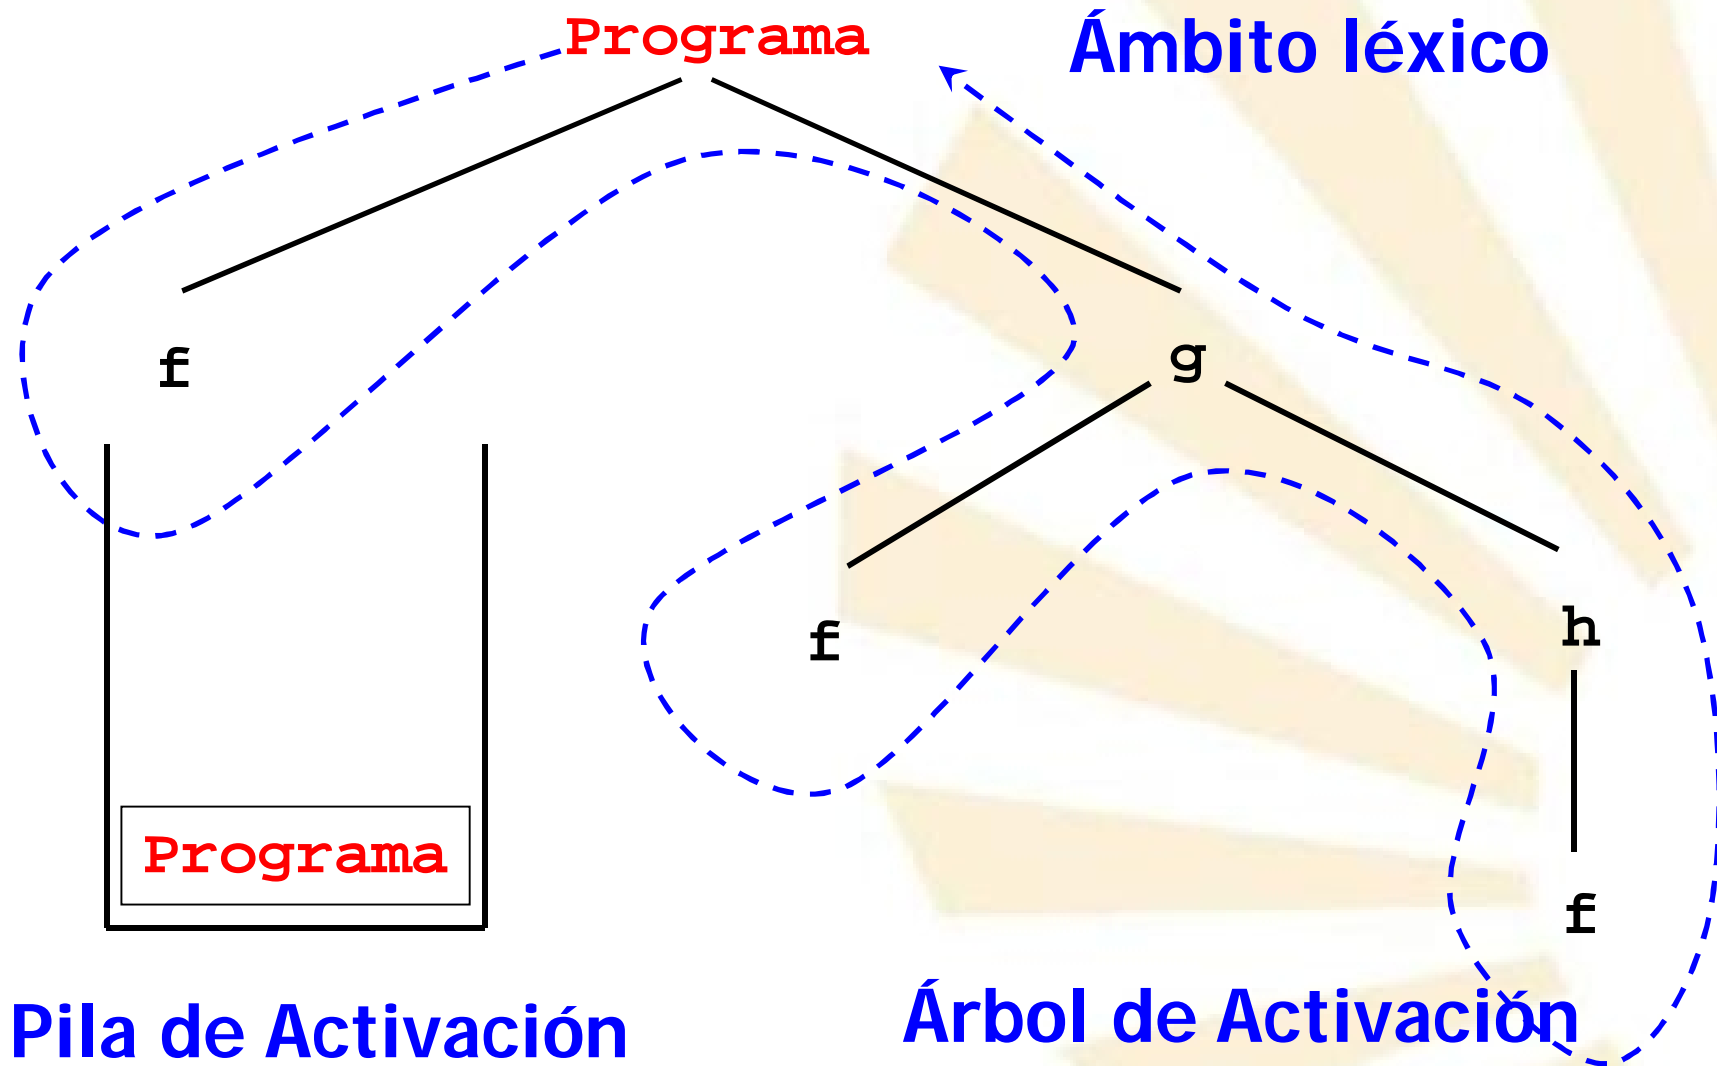 Programa
Ámbito léxico
f
g
f
h
Programa
f
Pila de Activación
Árbol de Activación